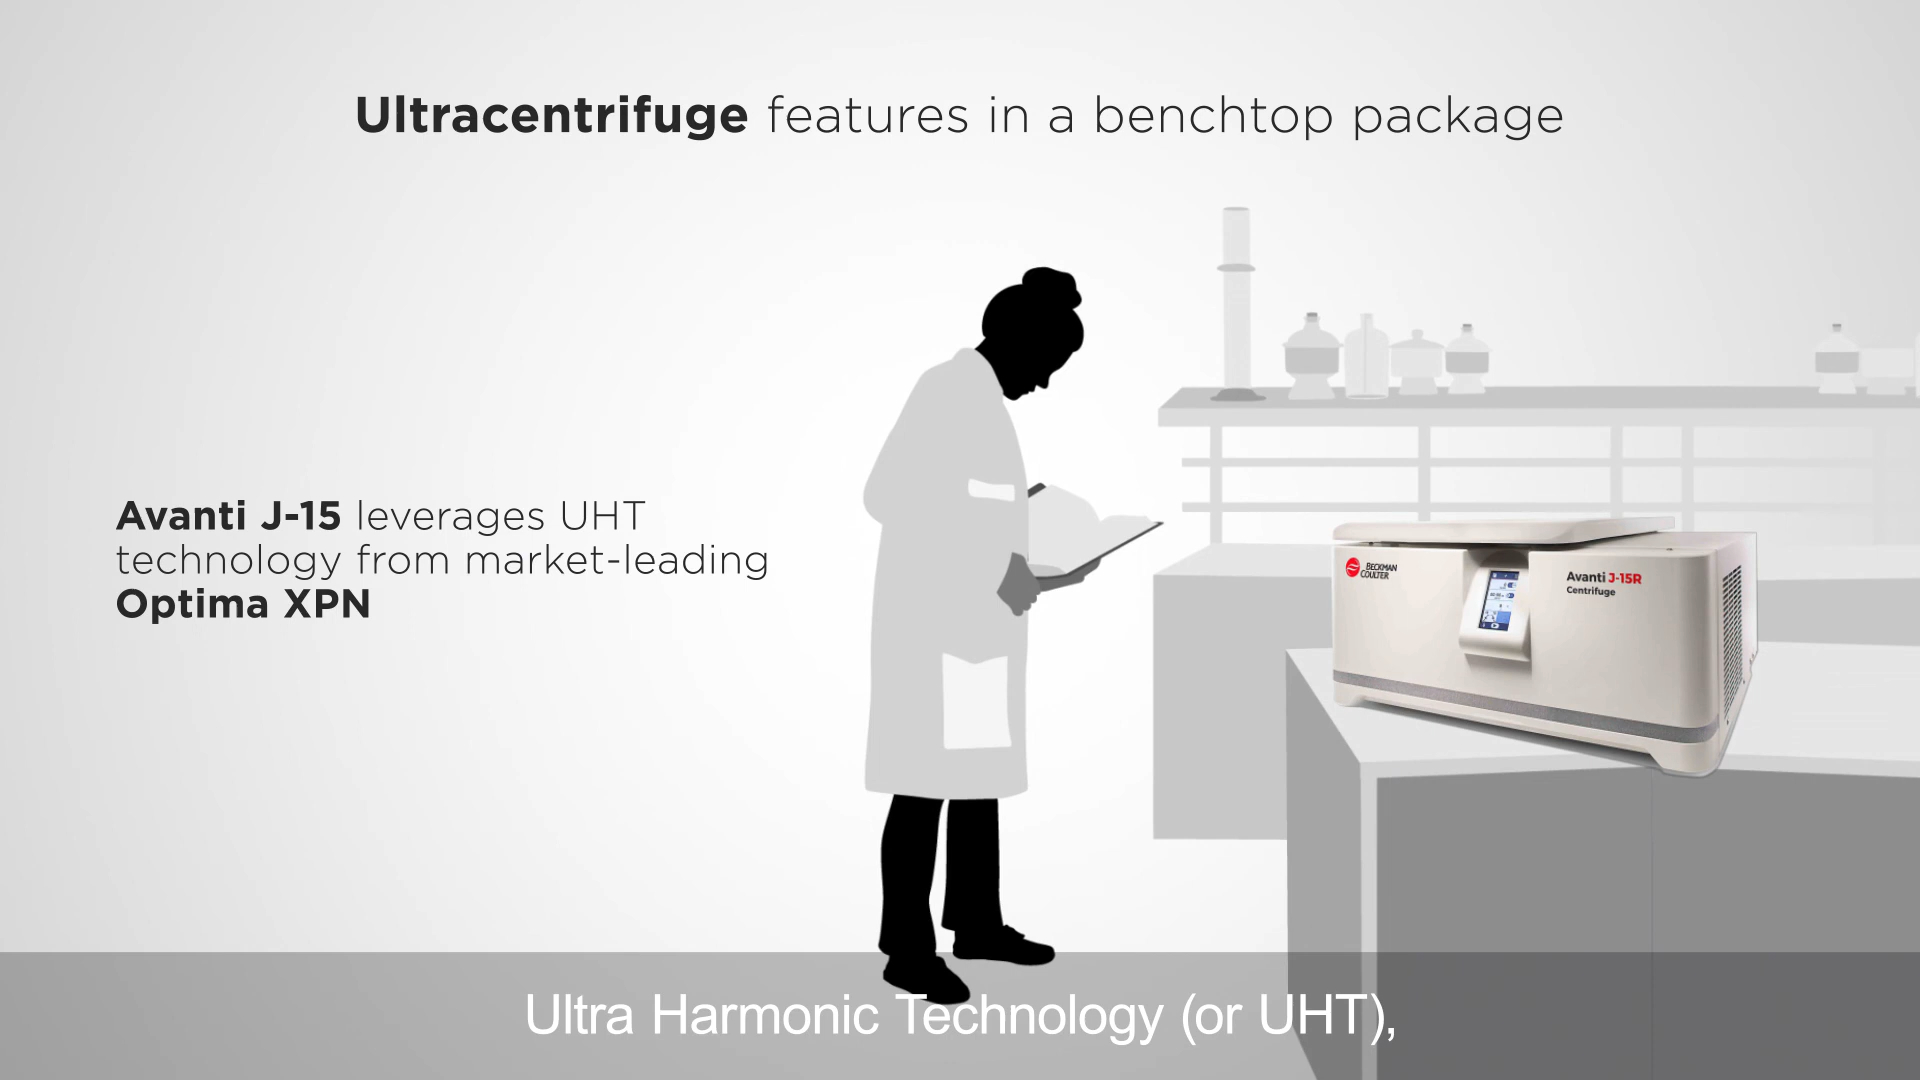 Ultracentrifuge features in a benchtop package
Avanti J-15 leverages UHT
technology from market-leading
Optima XPN
BECKMAN
COULTER
Avanti J-15R
Centrifuge
Ultra Harmonic Technology (or UHT),